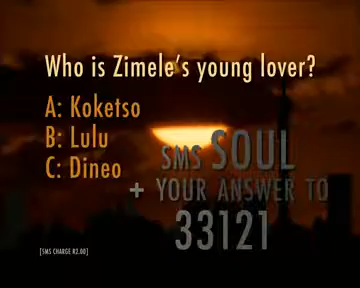 Who is Zimele's young lover?
A: Koketso
B: Lulu
C: Dineo
SMS SOUL
+ YOUR ANSWER TO
33121
[SMS CHARGE R2.00]